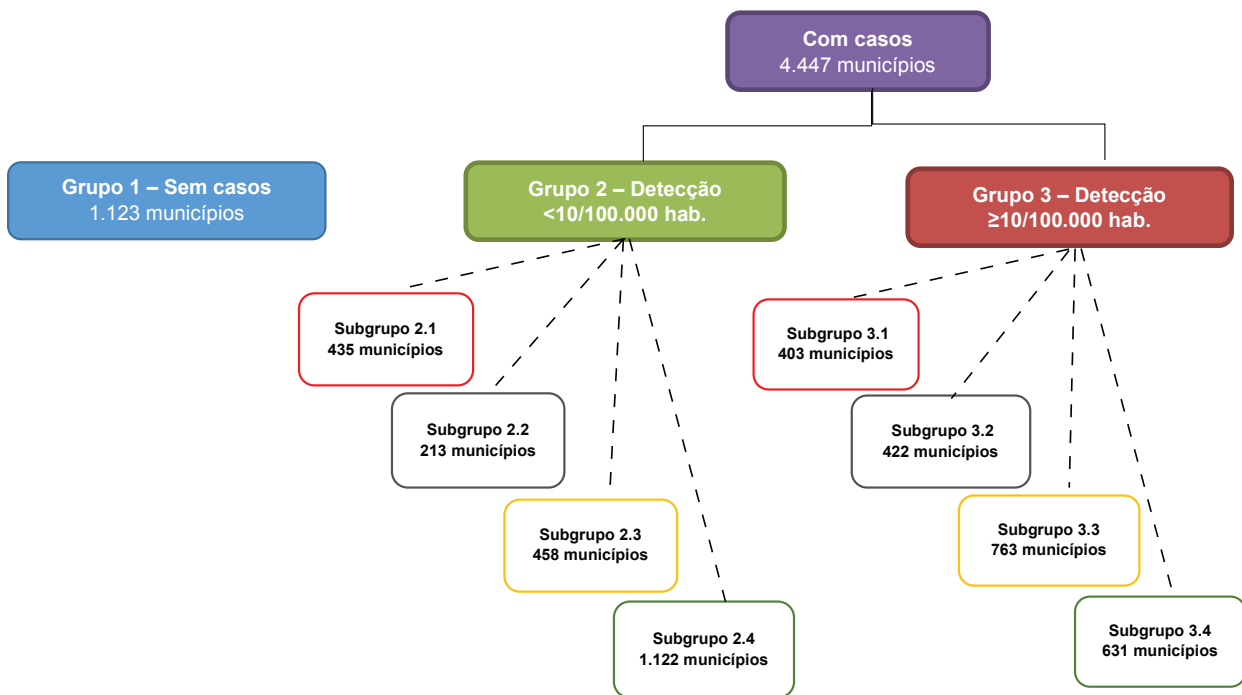 Com casos
4.447 municípios
Grupo 1 – Sem casos
1.123 municípios
Grupo 2 – Detecção
<10/100.000 hab.
Grupo 3 – Detecção
≥10/100.000 hab.
Subgrupo 2.1
435 municípios
Subgrupo 2.2
213 municípios
Subgrupo 2.3
458 municípios
Subgrupo 2.4
1.122 municípios
Subgrupo 3.1
403 municípios
Subgrupo 3.2
422 municípios
Subgrupo 3.3
763 municípios
Subgrupo 3.4
631 municípios